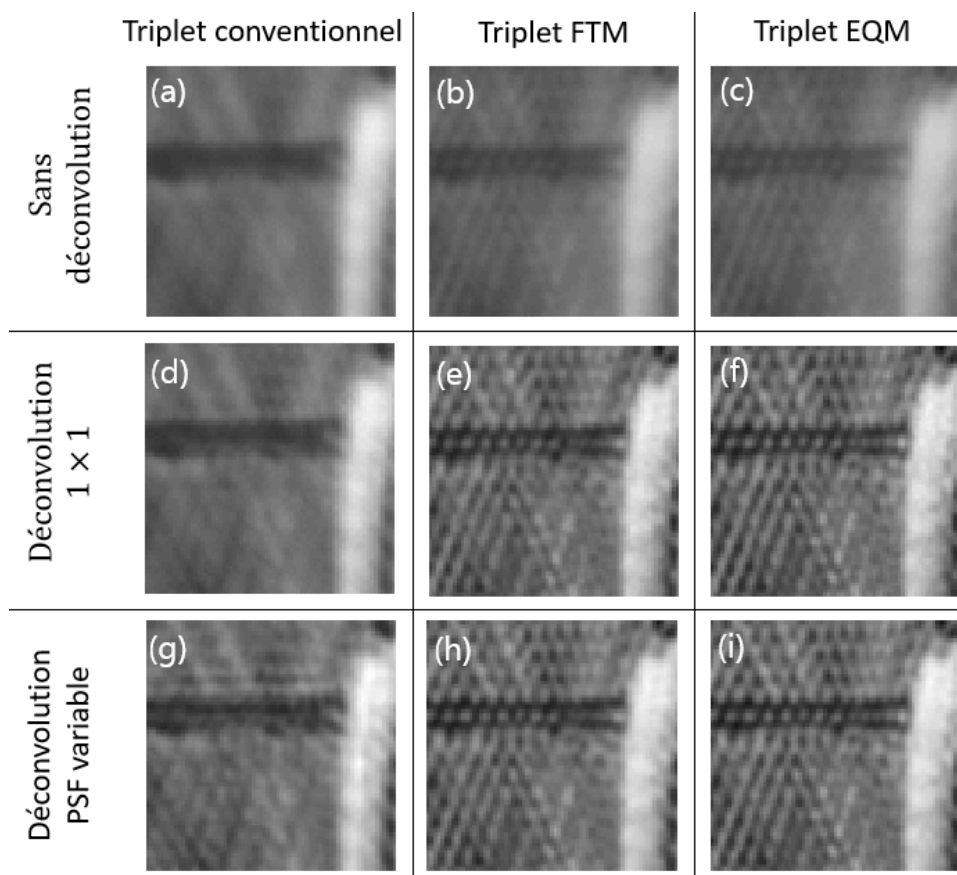 Triplet conventionnel
Triplet FTM
Triplet EQM
Sans
déconvolution
(a)
(b)
(c)
Déconvolution
1 × 1
(d)
(e)
(f)
Déconvolution
PSF variable
(g)
(h)
(i)